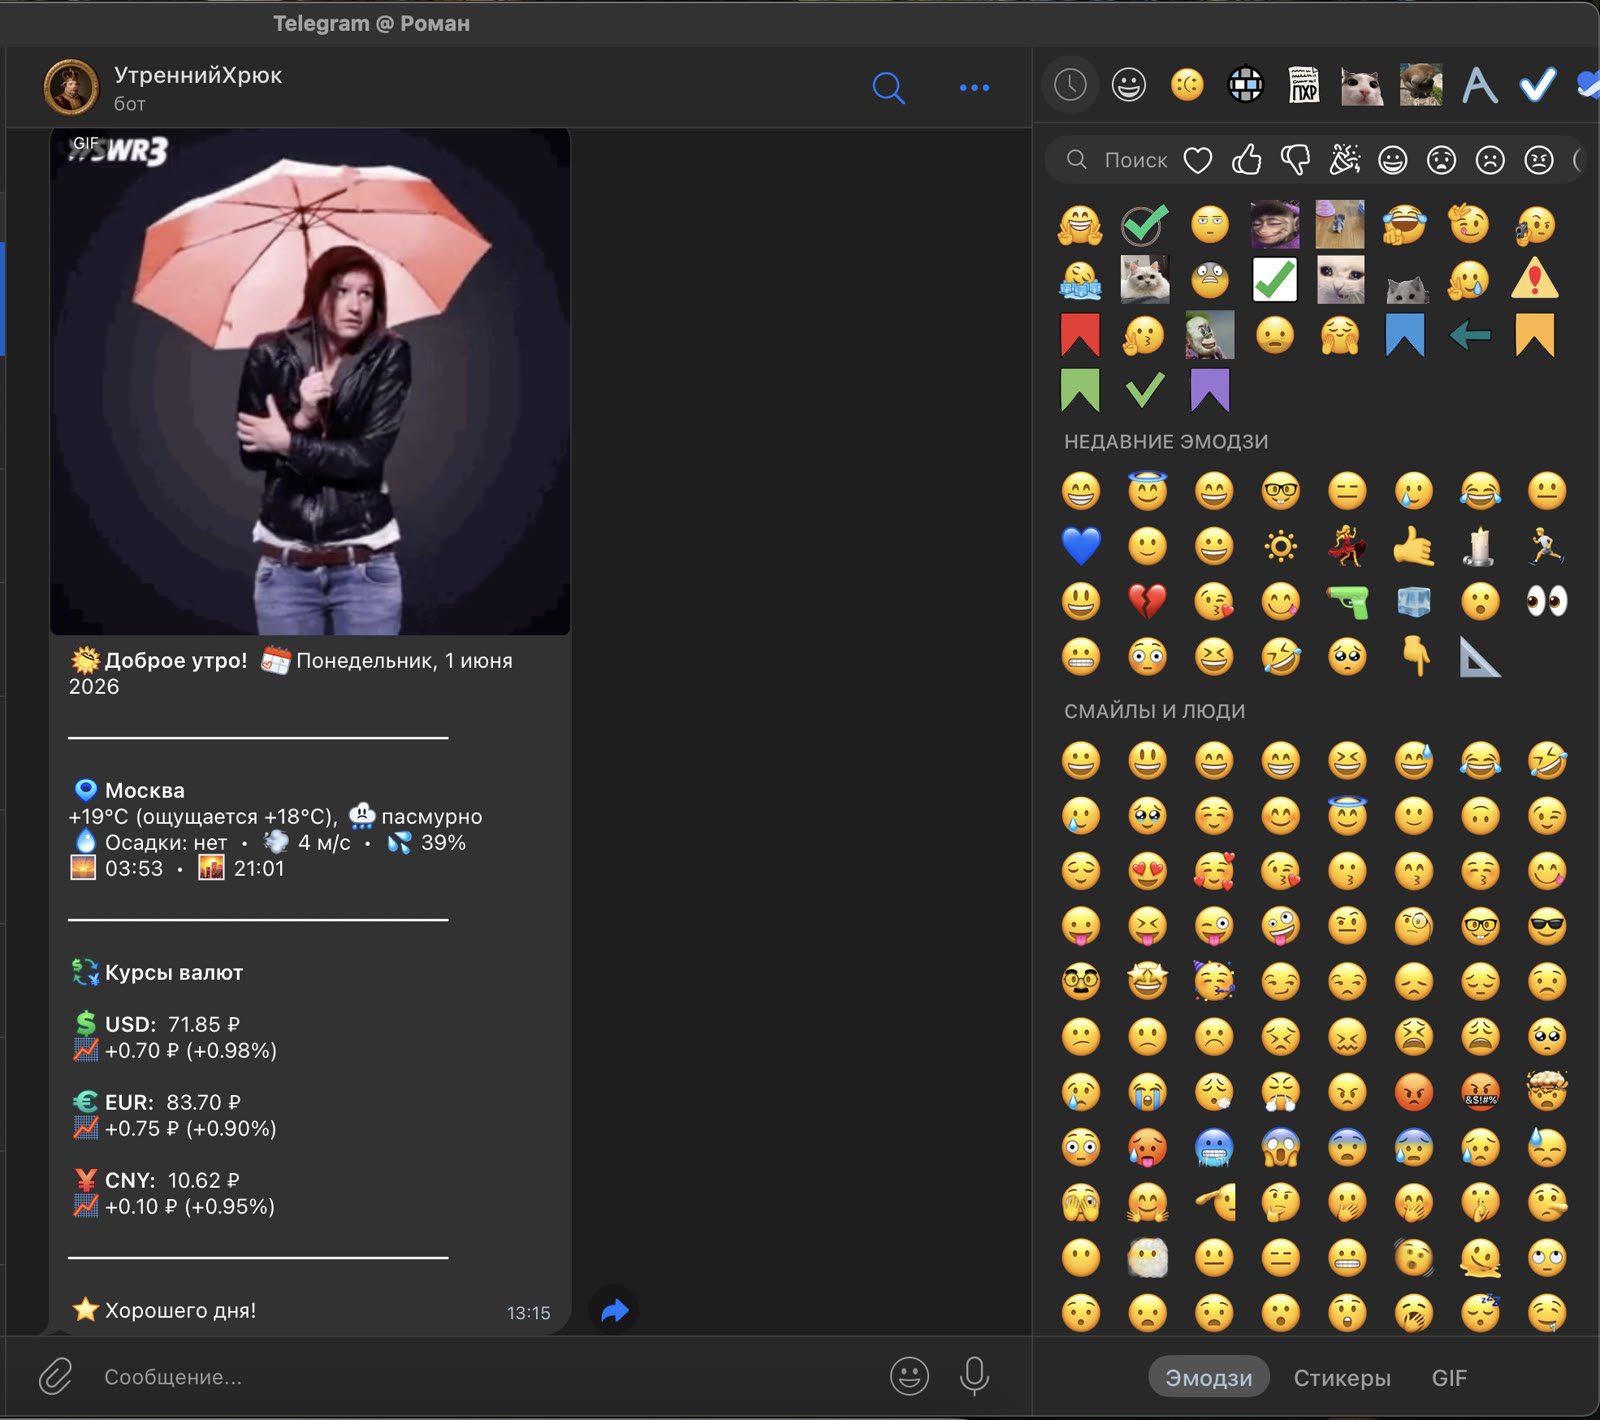 Telegram @ Роман
УтреннийХрюк
бот
GIF
SWR3
Доброе утро! Понедельник, 1 июня
2026
Москва
+19°C (ощущается +18°C), пасмурно
Осадки: нет • 4 м/с • 39%
03:53 • 21:01
Курсы валют
USD: 71.85 ₽
+0.70 ₽ (+0.98%)
EUR: 83.70 ₽
+0.75 ₽ (+0.90%)
CNY: 10.62 ₽
+0.10 ₽ (+0.95%)
Хорошего дня!
13:15
Сообщение...
ПХР
Поиск
НЕДАВНИЕ ЭМОДЗИ
СМАЙЛЫ И ЛЮДИ
&$!#%
Эмодзи Стикеры GIF